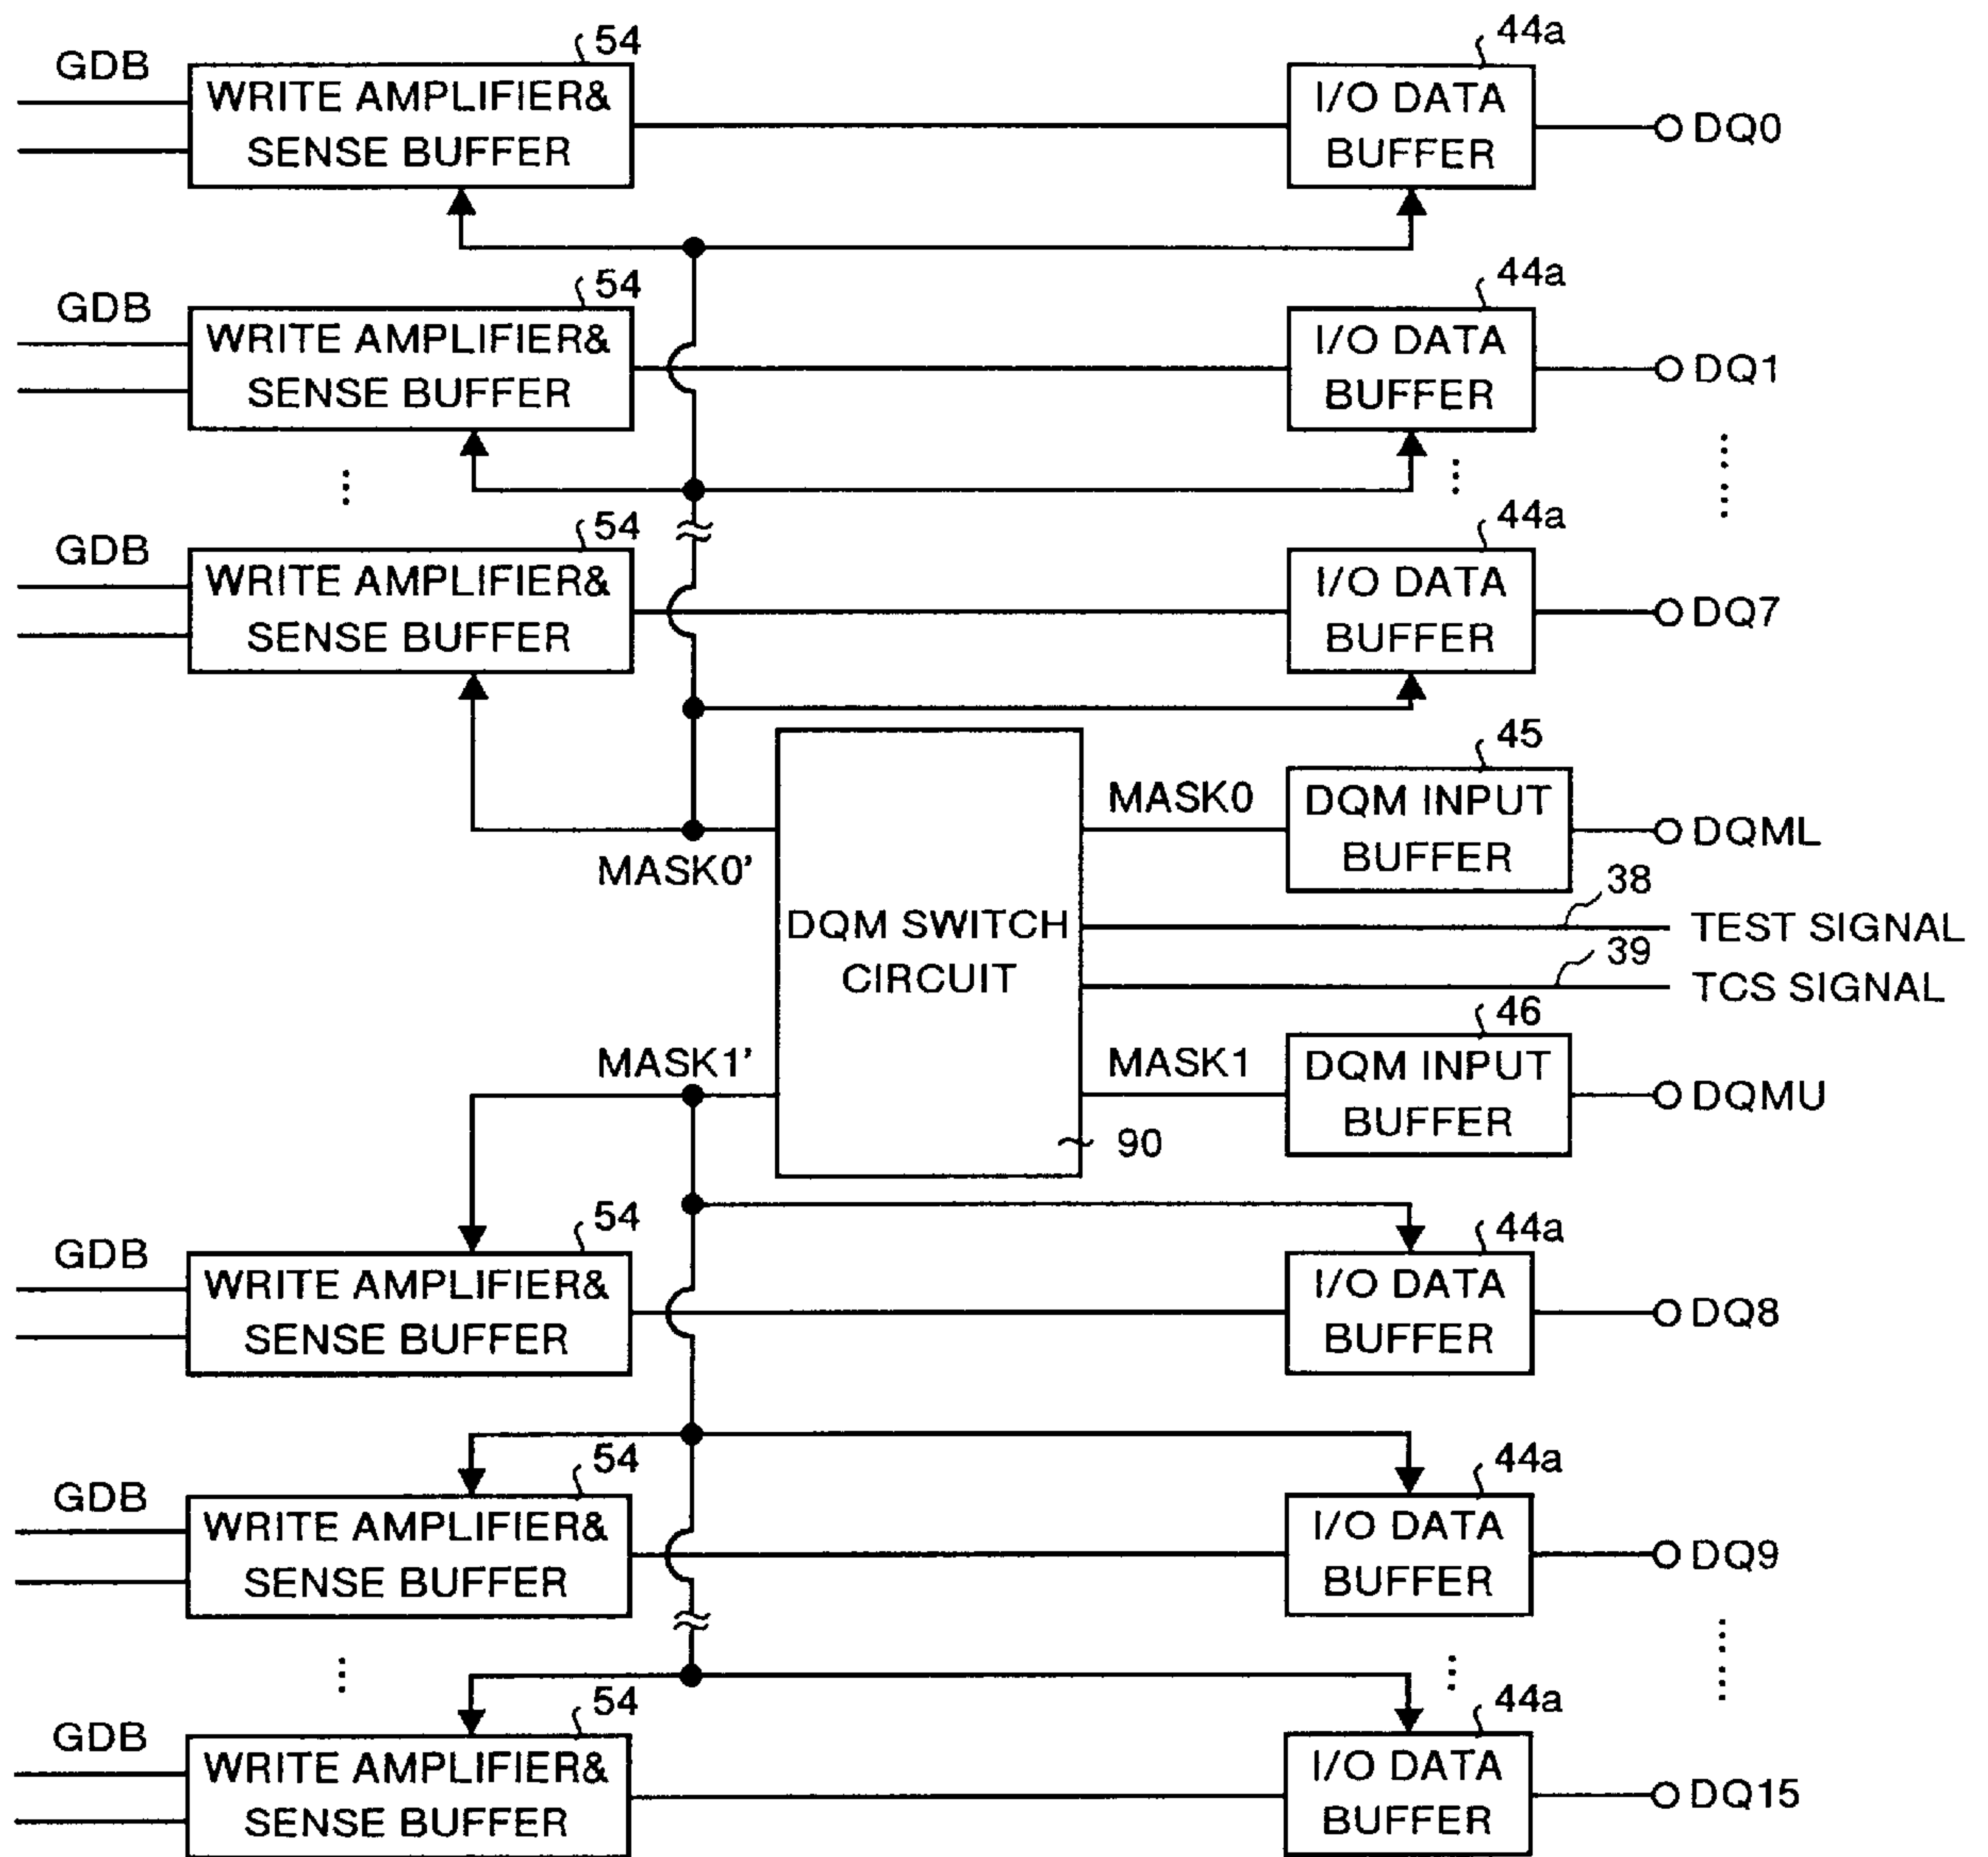 54
44a
GDB
WRITE AMPLIFIER&
SENSE BUFFER
I/O DATA
BUFFER
DQ0
54
44a
GDB
WRITE AMPLIFIER&
SENSE BUFFER
I/O DATA
BUFFER
DQ1
54
44a
GDB
WRITE AMPLIFIER&
SENSE BUFFER
I/O DATA
BUFFER
DQ7
45
MASK0
DQM INPUT
BUFFER
DQML
MASK0'
38
DQM SWITCH
CIRCUIT
TEST SIGNAL
39
TCS SIGNAL
46
MASK1'
MASK1
DQM INPUT
BUFFER
DQMU
90
54
44a
GDB
WRITE AMPLIFIER&
SENSE BUFFER
I/O DATA
BUFFER
DQ8
54
44a
GDB
WRITE AMPLIFIER&
SENSE BUFFER
I/O DATA
BUFFER
DQ9
54
44a
GDB
WRITE AMPLIFIER&
SENSE BUFFER
I/O DATA
BUFFER
DQ15